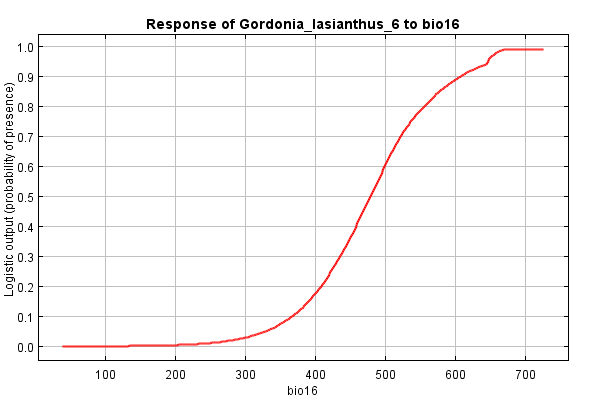 Response of Gordonia_lasianthus_6 to bio16
Logistic output (probability of presence)
1.0
0.9
0.8
0.7
0.6
0.5
0.4
0.3
0.2
0.1
0.0
100 200 300 400 500 600 700
bio16